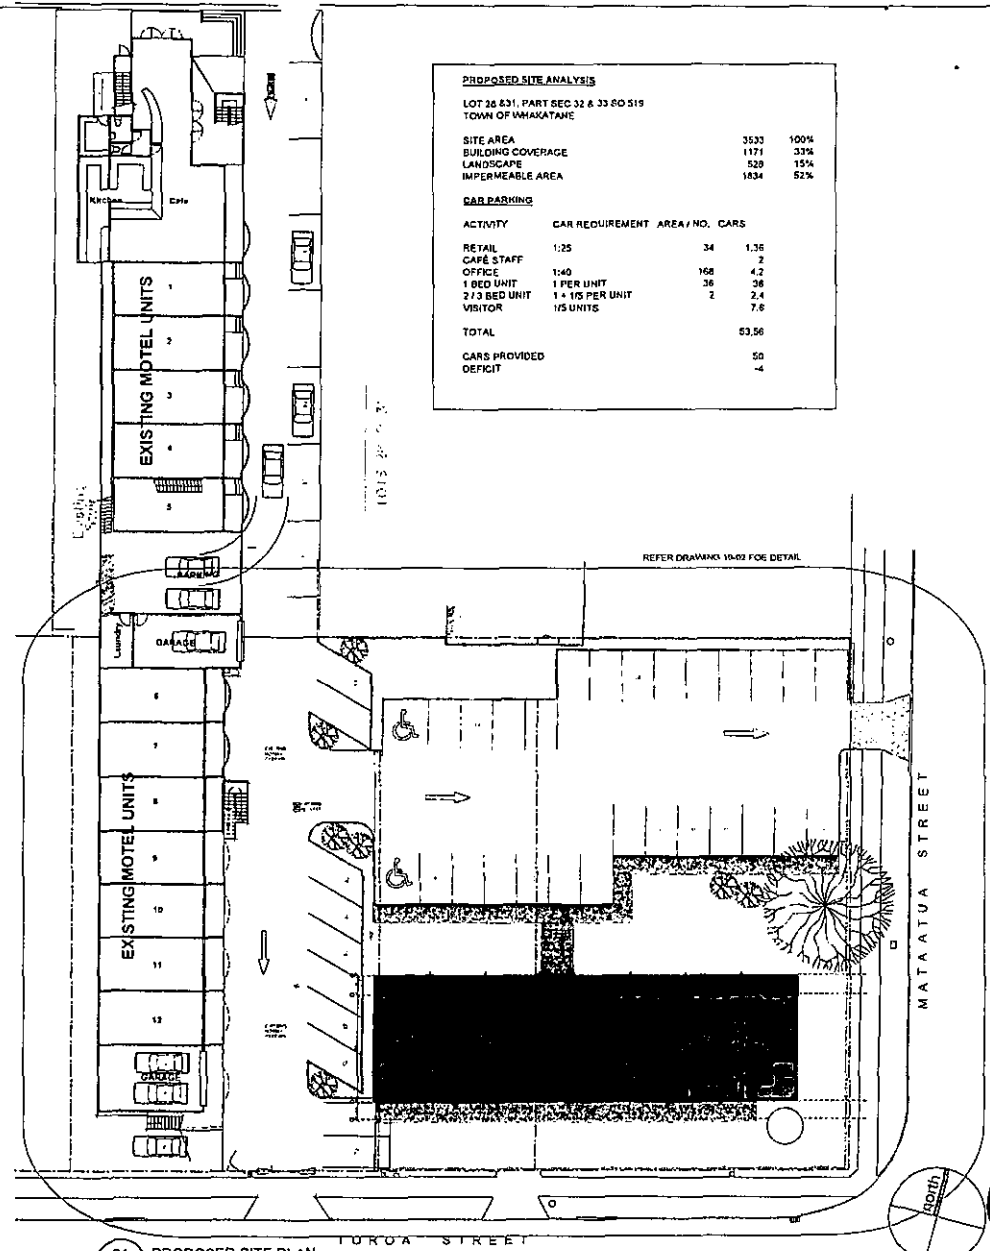 PROPOSED SITE ANALYSIS
LOT 28 &31, PART SEC 32 & 33 SO 519
TOWN OF WHAKATANE
SITE AREA 3533 100%
BUILDING COVERAGE 1171 33%
LANDSCAPE 528 15%
IMPERMEABLE AREA 1834 52%
CAR PARKING
ACTIVITY CAR REQUIREMENT AREA / NO. CARS
RETAIL 1:25 34 1,36
CAFÉ STAFF 2
OFFICE 1:40 168 4,2
1 BED UNIT 1 PER UNIT 36 36
2 / 3 BED UNIT 1 + 1/5 PER UNIT 2 2,4
VISITOR 1/5 UNITS 7,6
TOTAL 53,56
CARS PROVIDED 50
DEFICIT -4
Kitchen Cafe
EXISTING MOTEL UNITS
1
2
3
4
5
REFER DRAWING 10-02 FOE DETAIL
PARKING
Laundry
GARAGE
EXISTING MOTEL UNITS
6
7
8
9
10
11
12
GARAGE
MATAATUA STREET
North
TOROA STREET
01 PROPOSED SITE PLAN